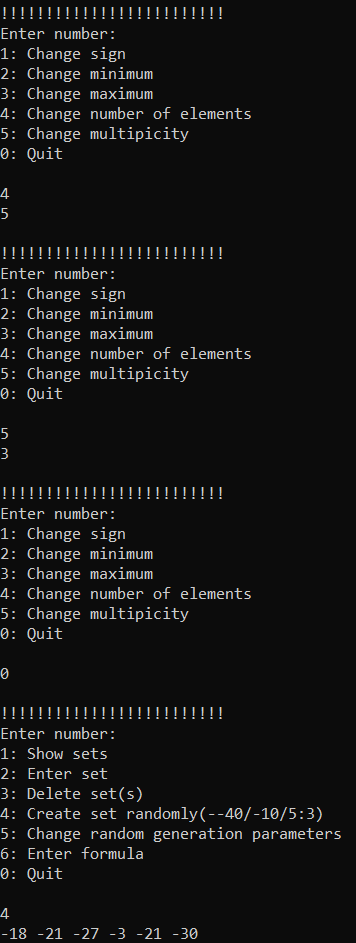 !!!!!!!!!!!!!!!!!!!!!!!!!
Enter number:
1: Change sign
2: Change minimum
3: Change maximum
4: Change number of elements
5: Change multipicity
0: Quit
4
5
!!!!!!!!!!!!!!!!!!!!!!!!!
Enter number:
1: Change sign
2: Change minimum
3: Change maximum
4: Change number of elements
5: Change multipicity
0: Quit
5
3
!!!!!!!!!!!!!!!!!!!!!!!!!
Enter number:
1: Change sign
2: Change minimum
3: Change maximum
4: Change number of elements
5: Change multipicity
0: Quit
0
!!!!!!!!!!!!!!!!!!!!!!!!!
Enter number:
1: Show sets
2: Enter set
3: Delete set(s)
4: Create set randomly(--40/-10/5:3)
5: Change random generation parameters
6: Enter formula
0: Quit
4
-18 -21 -27 -3 -21 -30